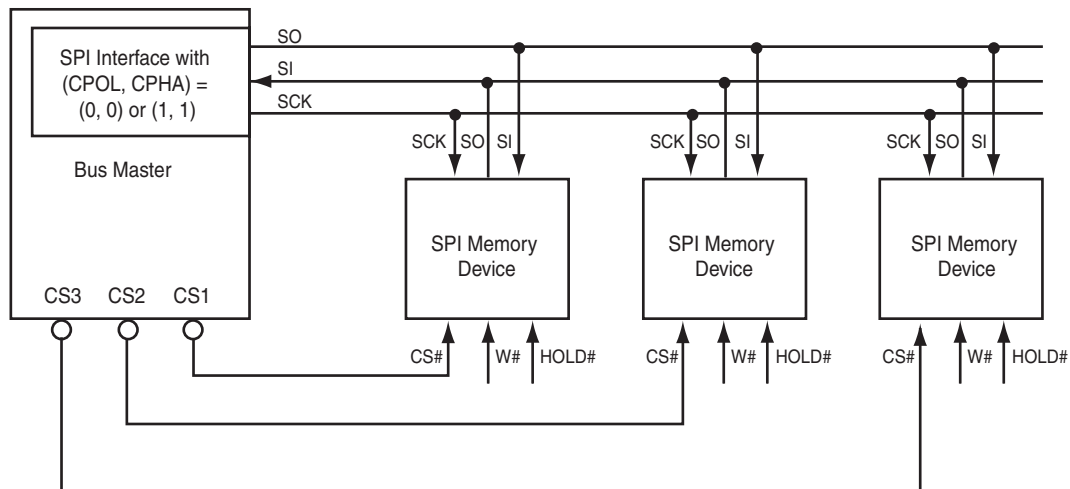 SO
SPI Interface with
(CPOL, CPHA) =
(0, 0) or (1, 1)
SI
SCK
Bus Master
SCK SO SI
SCK SO SI
SCK SO SI
SPI Memory
Device
SPI Memory
Device
SPI Memory
Device
CS3 CS2 CS1
CS# W# HOLD#
CS# W# HOLD#
CS# W# HOLD#